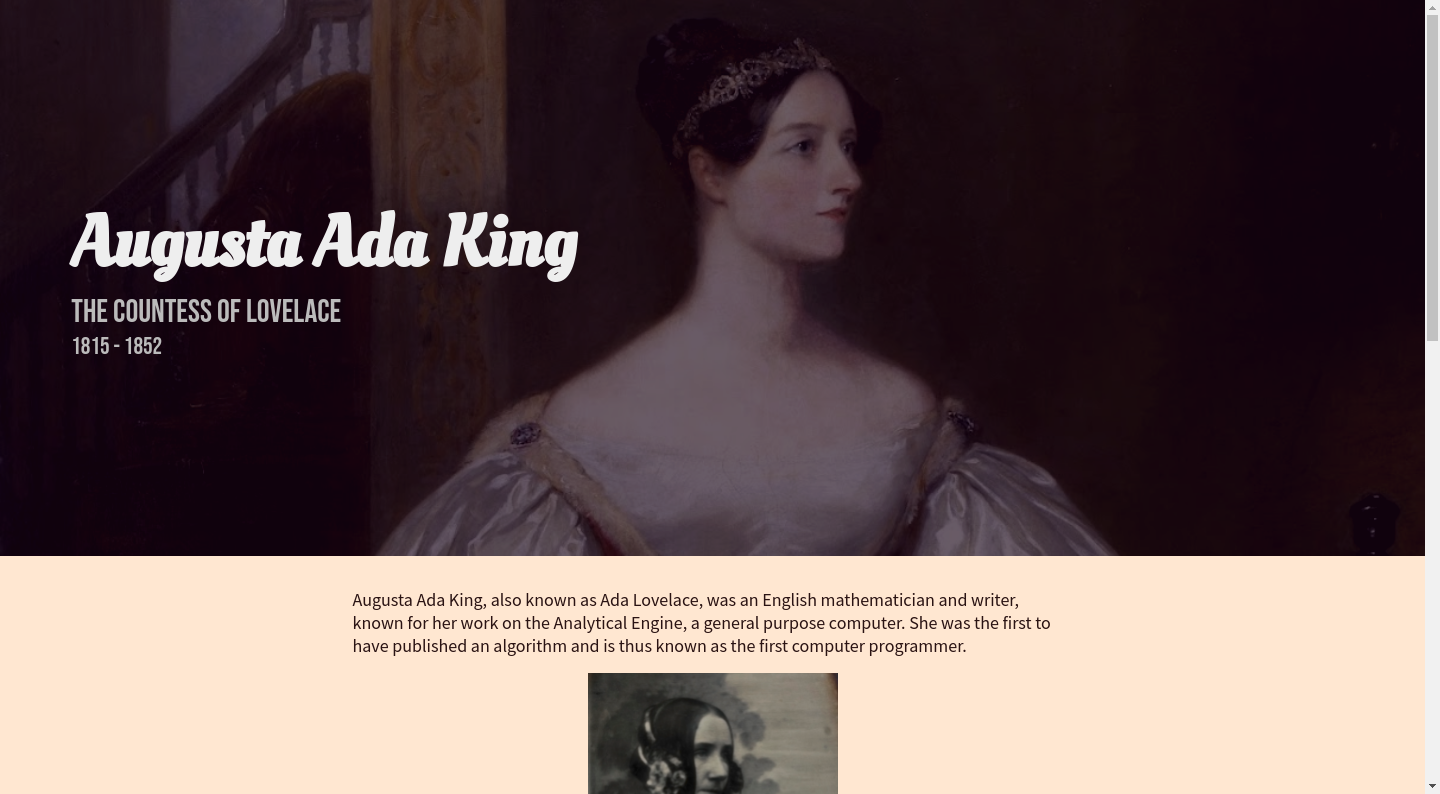 Augusta Ada King
THE COUNTESS OF LOVELACE
1815 - 1852
Augusta Ada King, also known as Ada Lovelace, was an English mathematician and writer,
known for her work on the Analytical Engine, a general purpose computer. She was the first to
have published an algorithm and is thus known as the first computer programmer.